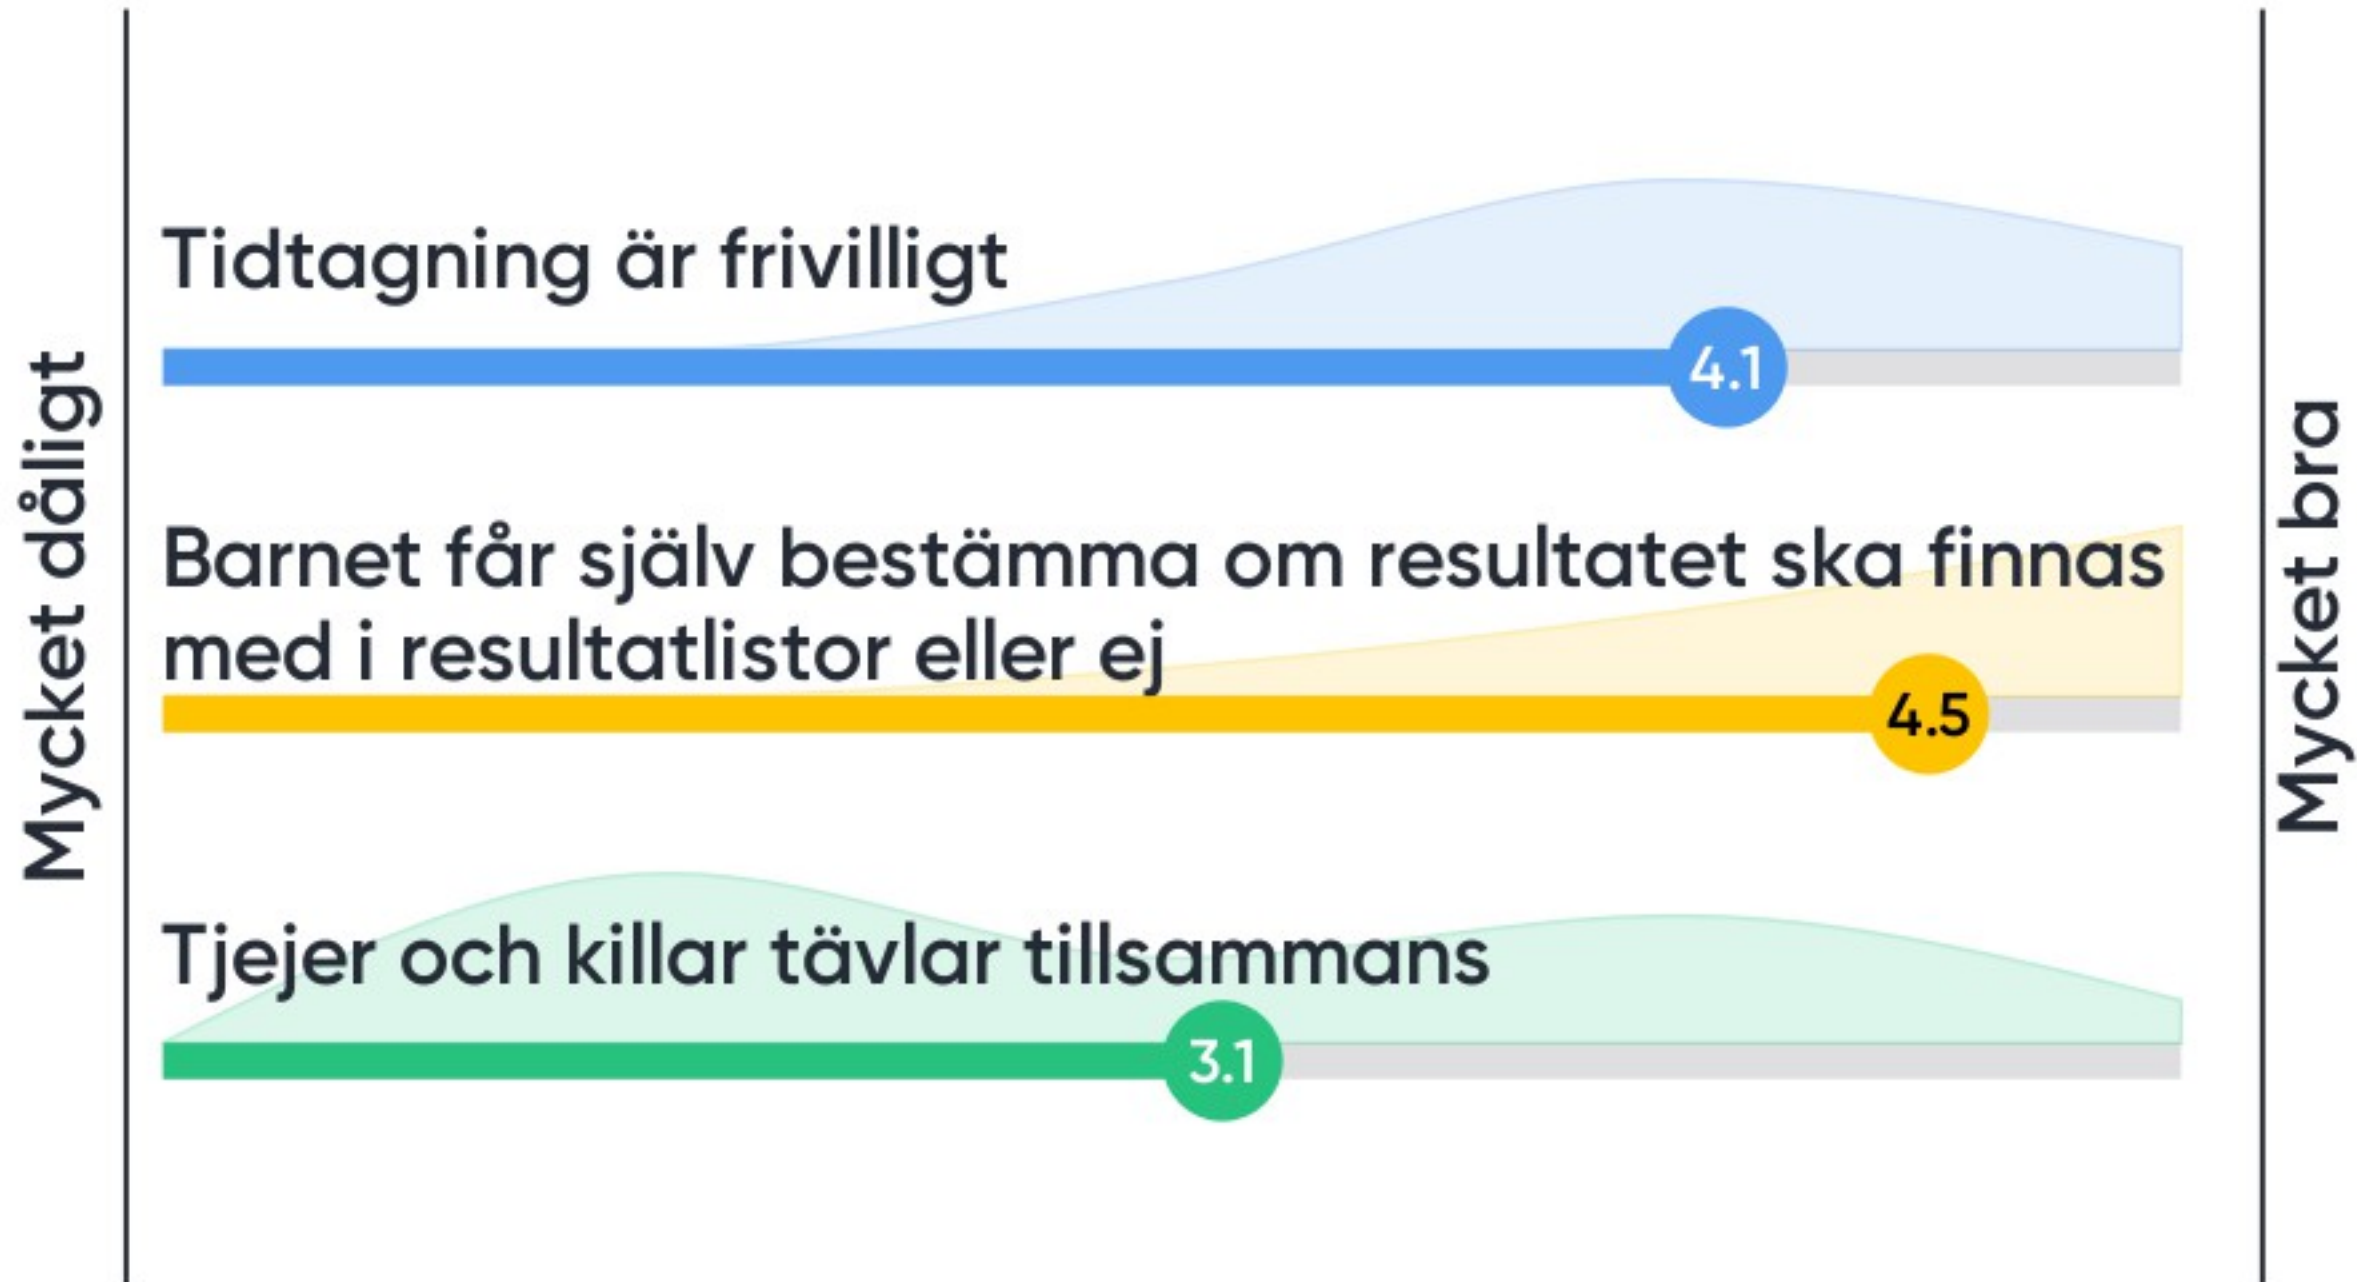 Mycket dåligt
Tidtagning är frivilligt
4.1
Barnet får själv bestämma om resultatet ska finnas
med i resultatlistor eller ej
4.5
Tjejer och killar tävlar tillsammans
3.1
Mycket bra